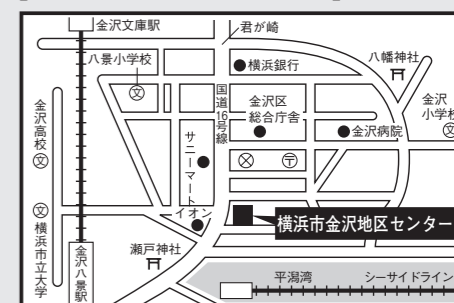 金沢文庫駅
君が崎
八景小学校
文
横浜銀行
八幡神社
国道16号線
金沢区
総合庁舎
金沢病院
金沢
小学校
文
金沢高校
文
サニーマート
〒
イオン
横浜市金沢地区センター
文
横浜市立大学
瀬戸神社
金沢八景駅
平潟湾
シーサイドライン